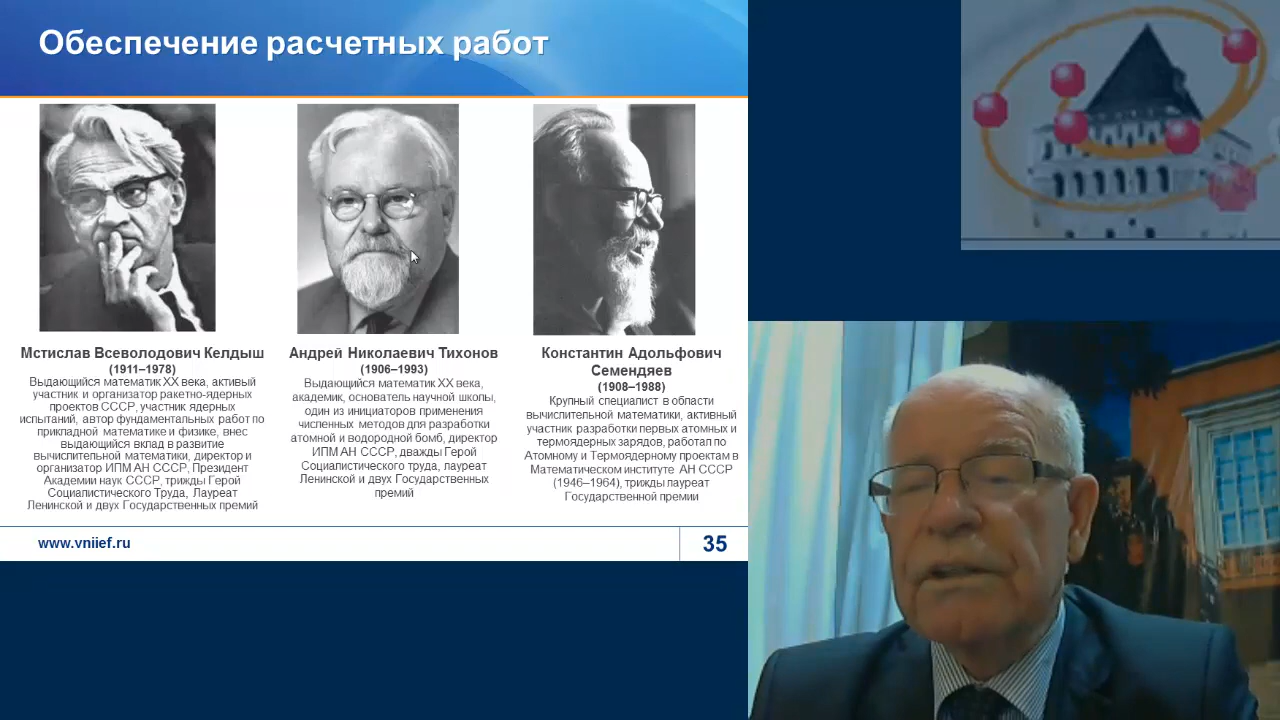 Обеспечение расчетных работ
Мстислав Всеволодович Келдыш
(1911–1978)
Выдающийся математик XX века, активный
участник и организатор ракетно-ядерных
проектов СССР, участник ядерных
испытаний, автор фундаментальных работ по
прикладной математике и физике, внес
выдающийся вклад в развитие
вычислительной математики, директор и
организатор ИПМ АН СССР, Президент
Академии наук СССР, трижды Герой
Социалистического Труда, Лауреат
Ленинской и двух Государственных премий
Андрей Николаевич Тихонов
(1906–1993)
Выдающийся математик XX века,
академик, основатель научной школы,
один из инициаторов применения
численных методов для разработки
атомной и водородной бомб, директор
ИПМ АН СССР, дважды Герой
Социалистического труда, лауреат
Ленинской и двух Государственных
премий
Константин Адольфович
Семендяев
(1908–1988)
Крупный специалист в области
вычислительной математики, активный
участник разработки первых атомных и
термоядерных зарядов, работал по
Атомному и Термоядерному проектам в
Математическом институте АН СССР
(1946–1964), трижды лауреат
Государственной премии
www.vniief.ru
35